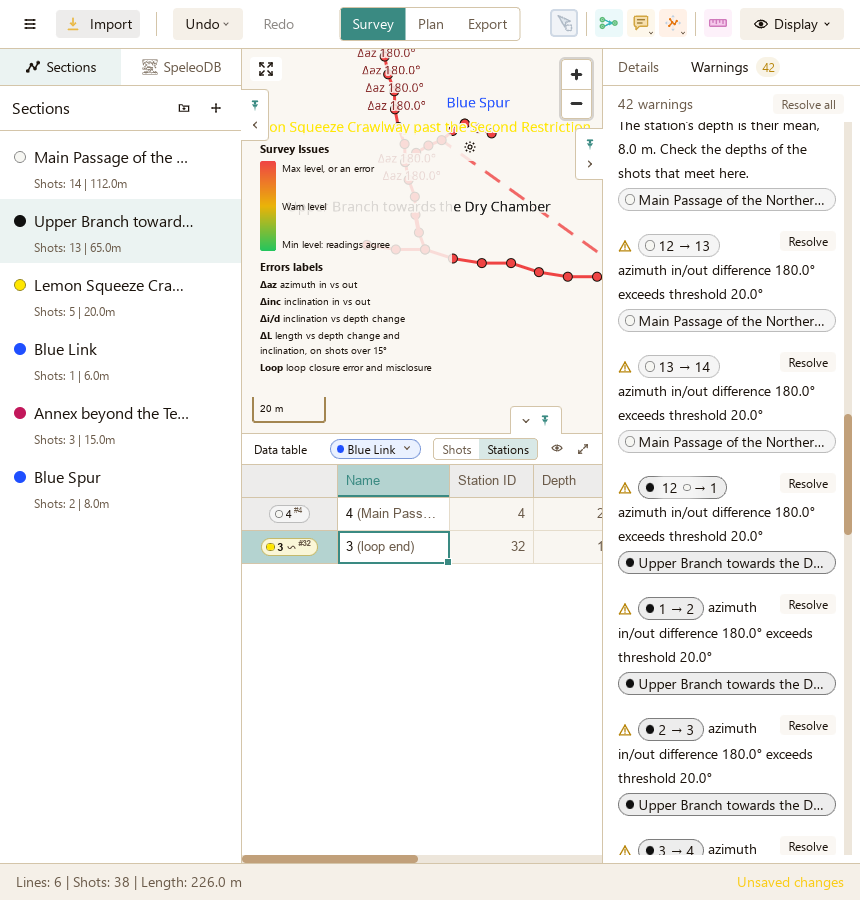 Import
Undo
Redo
Survey
Plan
Export
Display
Sections
SpeleoDB
Sections
Main Passage of the ...
Shots: 14 | 112.0m
Upper Branch toward...
Shots: 13 | 65.0m
Lemon Squeeze Cra...
Shots: 5 | 20.0m
Blue Link
Shots: 1 | 6.0m
Annex beyond the Te...
Shots: 3 | 15.0m
Blue Spur
Shots: 2 | 8.0m
Δaz 180.0°
Δaz 180.0°
Δaz 180.0°
Δaz 180.0°
Blue Spur
on Squeeze Crawlway past the Second Restriction
Δaz 180.0°
Δaz 180.0°
Branch towards the Dry Chamber
Survey Issues
Max level, or an error
Warn level
Min level: readings agree
Errors labels
Δaz azimuth in vs out
Δinc inclination in vs out
Δi/d inclination vs depth change
ΔL length vs depth change and
inclination, on shots over 15°
Loop loop closure error and misclosure
20 m
Data table
Blue Link
Shots
Stations
Name
Station ID
Depth
4 #4
4 (Main Pass...
4
2
3 #32
3 (loop end)
32
1
Details
Warnings 42
42 warnings
Resolve all
The station's depth is their mean,
8.0 m. Check the depths of the
shots that meet here.
Main Passage of the Norther...
12 → 13
Resolve
azimuth in/out difference 180.0°
exceeds threshold 20.0°
Main Passage of the Norther...
13 → 14
Resolve
azimuth in/out difference 180.0°
exceeds threshold 20.0°
Main Passage of the Norther...
12 → 1
Resolve
azimuth in/out difference 180.0°
exceeds threshold 20.0°
Upper Branch towards the D...
1 → 2 azimuth
Resolve
in/out difference 180.0° exceeds
threshold 20.0°
Upper Branch towards the D...
2 → 3 azimuth
Resolve
in/out difference 180.0° exceeds
threshold 20.0°
Upper Branch towards the D...
3 → 4 azimuth
Resolve
Lines: 6 | Shots: 38 | Length: 226.0 m
Unsaved changes